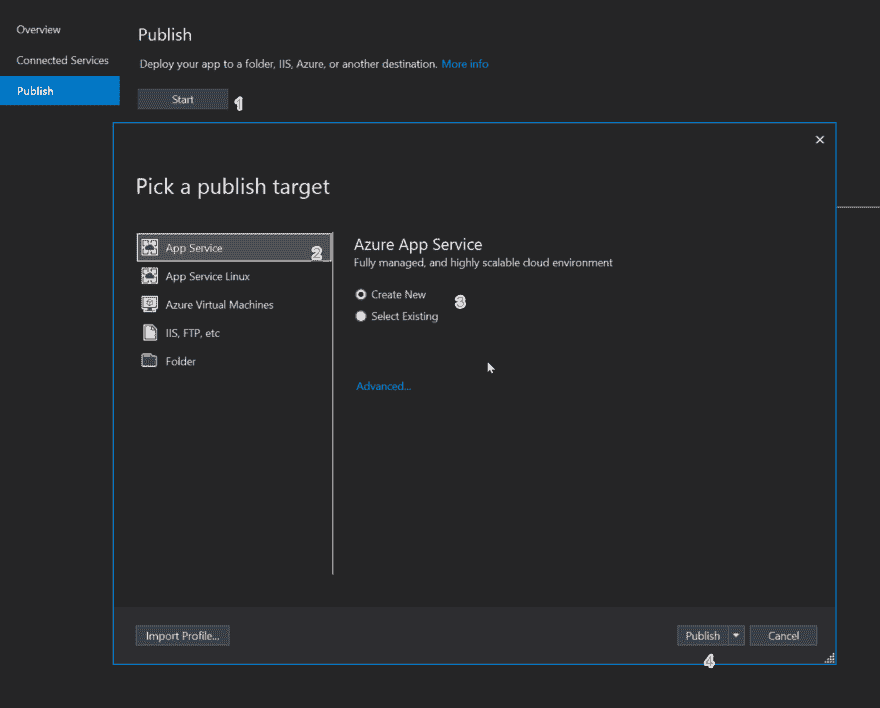 Overview
Connected Services
Publish
Publish
Deploy your app to a folder, IIS, Azure, or another destination. More info
Start 1
Pick a publish target
App Service 2
App Service Linux
Azure Virtual Machines
IIS, FTP, etc
Folder
Azure App Service
Fully managed, and highly scalable cloud environment
Create New 3
Select Existing
Advanced...
Import Profile...
Publish
Cancel
4